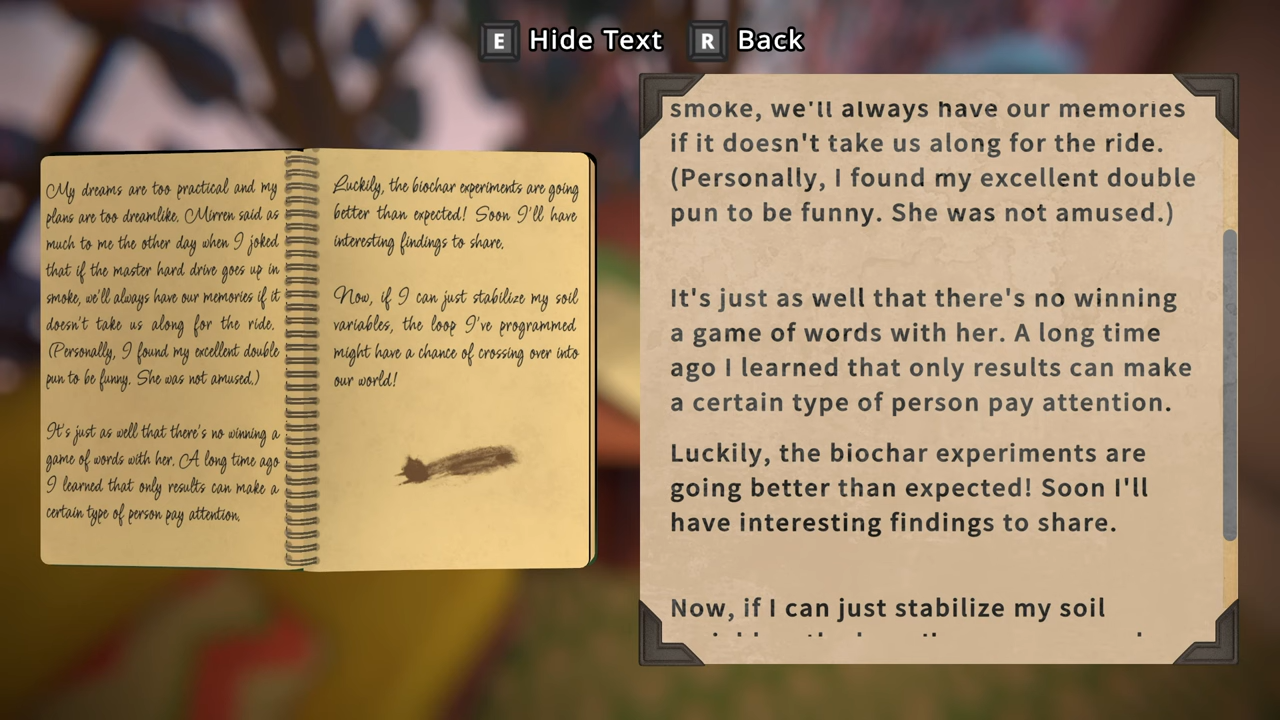 E Hide Text R Back
My dreams are too practical and my
plans are too dreamlike. Mirren said as
much to me the other day when I joked
that if the master hard drive goes up in
smoke, we'll always have our memories if it
doesn't take us along for the ride.
(Personally, I found my excellent double
pun to be funny. She was not amused.)
It's just as well that there's no winning a
game of words with her. A long time ago
I learned that only results can make a
certain type of person pay attention.
Luckily, the biochar experiments are going
better than expected! Soon I'll have
interesting findings to share.
Now, if I can just stabilize my soil
variables, the loop I've programmed
might have a chance of crossing over into
our world!
smoke, we'll always have our memories
if it doesn't take us along for the ride.
(Personally, I found my excellent double
pun to be funny. She was not amused.)
It's just as well that there's no winning
a game of words with her. A long time
ago I learned that only results can make
a certain type of person pay attention.
Luckily, the biochar experiments are
going better than expected! Soon I'll
have interesting findings to share.
Now, if I can just stabilize my soil